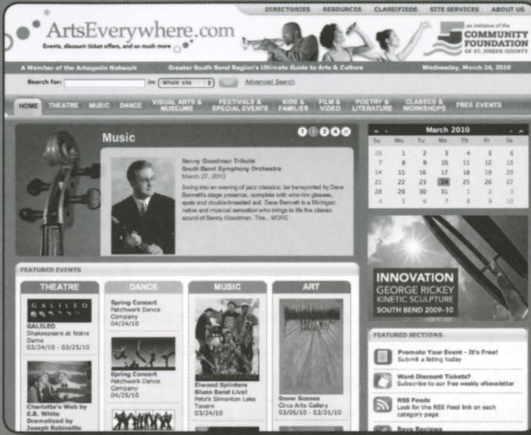 DIRECTORIES RESOURCES CLASSIFIEDS SITE SERVICES ABOUT US
ArtsEverywhere.com
Events, discount ticket offers, and so much more
an initiative of the
COMMUNITY
FOUNDATION
OF ST. JOSEPH COUNTY
A Member of the Artsopolis Network Greater South Bend Region's Ultimate Guide to Arts & Culture Wednesday, March 24, 2010
Search for: in: Whole site Advanced Search
HOME THEATRE MUSIC DANCE VISUAL ARTS & MUSEUMS FESTIVALS & SPECIAL EVENTS KIDS & FAMILIES FILM & VIDEO POETRY & LITERATURE CLASSES & WORKSHOPS FREE EVENTS
Music
1 2 3 4
Benny Goodman Tribute
South Bend Symphony Orchestra
March 27, 2010
Swing into an evening of jazz classics; be transported by Dave
Bennett's stage presence, complete with wire-rim glasses,
spats and double-breasted suit. Dave Bennett is a Michigan
native and musical sensation who brings to life the classic
sound of Benny Goodman. The... MORE
March 2010
Su Mo Tu We Th Fr Sa
28 1 2 3 4 5 6
7 8 9 10 11 12 13
14 15 16 17 18 19 20
21 22 23 24 25 26 27
28 29 30 31 1 2 3
4 5 6 7 8 9 10
INNOVATION
GEORGE RICKEY
KINETIC SCULPTURE
SOUTH BEND 2009-10
FEATURED EVENTS
THEATRE
GALILEO
GALILEO
Shakespeare at Notre
Dame
03/24/10 - 03/25/10
Charlotte's Web by
E.B. White
Dramatized by
Joseph Robinette
DANCE
Spring Concert
Patchwork Dance
Company
04/24/10
Spring Concert
Patchwork Dance
Company
04/25/10
MUSIC
Elwood Splinters
Blues Band Live!
Pete's Simonton Lake
Tavern
03/24/10
ART
Snow Scenes
Circa Arts Gallery
03/05/10 - 03/31/10
FEATURED SECTIONS
Promote Your Event - It's Free!
Submit a listing today
Want Discount Tickets?
Subscribe to our free weekly eNewsletter
RSS Feeds
Look for the RSS Feed link on each
category page
Rave Reviews